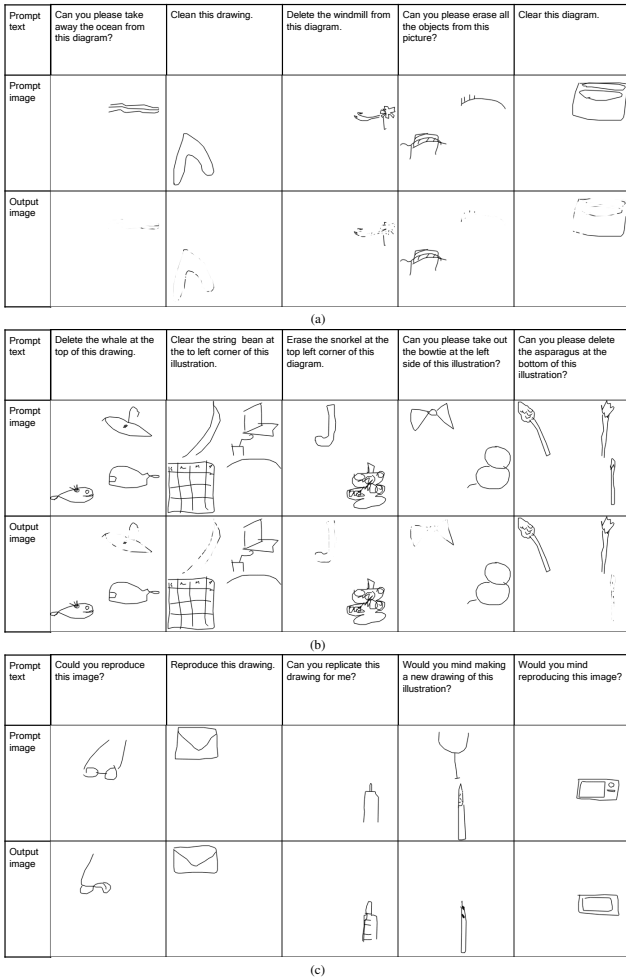 Prompt text
Can you please take away the ocean from this diagram?
Clean this drawing.
Delete the windmill from this diagram.
Can you please erase all the objects from this picture?
Clear this diagram.
Prompt image
Output image
(a)
Prompt text
Delete the whale at the top of this drawing.
Clear the string bean at the to left corner of this illustration.
Erase the snorkel at the top left corner of this diagram.
Can you please take out the bowtie at the left side of this illustration?
Can you please delete the asparagus at the bottom of this illustration?
Prompt image
Output image
(b)
Prompt text
Could you reproduce this image?
Reproduce this drawing.
Can you replicate this drawing for me?
Would you mind making a new drawing of this illustration?
Would you mind reproducing this image?
Prompt image
Output image
(c)